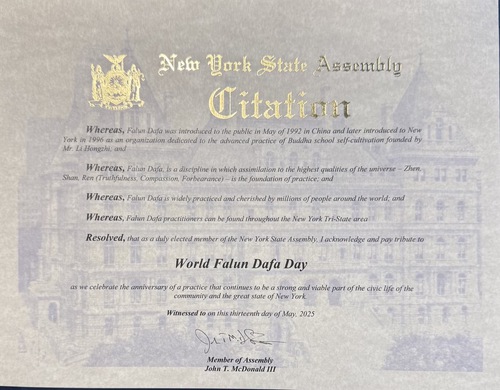 New York State Assembly
Citation
Whereas, Falun Dafa was introduced to the public in May of 1992 in China and later introduced to New
York in 1996 as an organization dedicated to the advanced practice of Buddha school self-cultivation founded by
Mr. Li Hongzhi, and
Whereas, Falun Dafa, is a discipline in which assimilation to the highest qualities of the universe – Zhen,
Shan, Ren (Truthfulness, Compassion, Forbearance) – is the foundation of practice; and
Whereas, Falun Dafa is widely practiced and cherished by millions of people around the world; and
Whereas, Falun Dafa practitioners can be found throughout the New York Tri-State area
Resolved, that as a duly elected member of the New York State Assembly, I acknowledge and pay tribute to
World Falun Dafa Day
as we celebrate the anniversary of a practice that continues to be a strong and viable part of the civic life of the
community and the great state of New York.
Witnessed to on this thirteenth day of May, 2025
Member of Assembly
John T. McDonald III